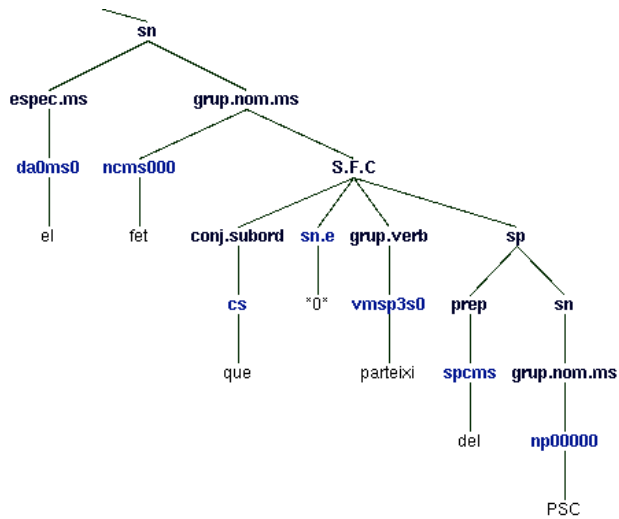 sn
espec.ms grup.nom.ms
da0ms0 ncms000 S.F.C
el fet conj.subord sn.e grup.verb sp
cs *0* vmsp3s0 prep sn
que parteixi spcms grup.nom.ms
del np00000
PSC